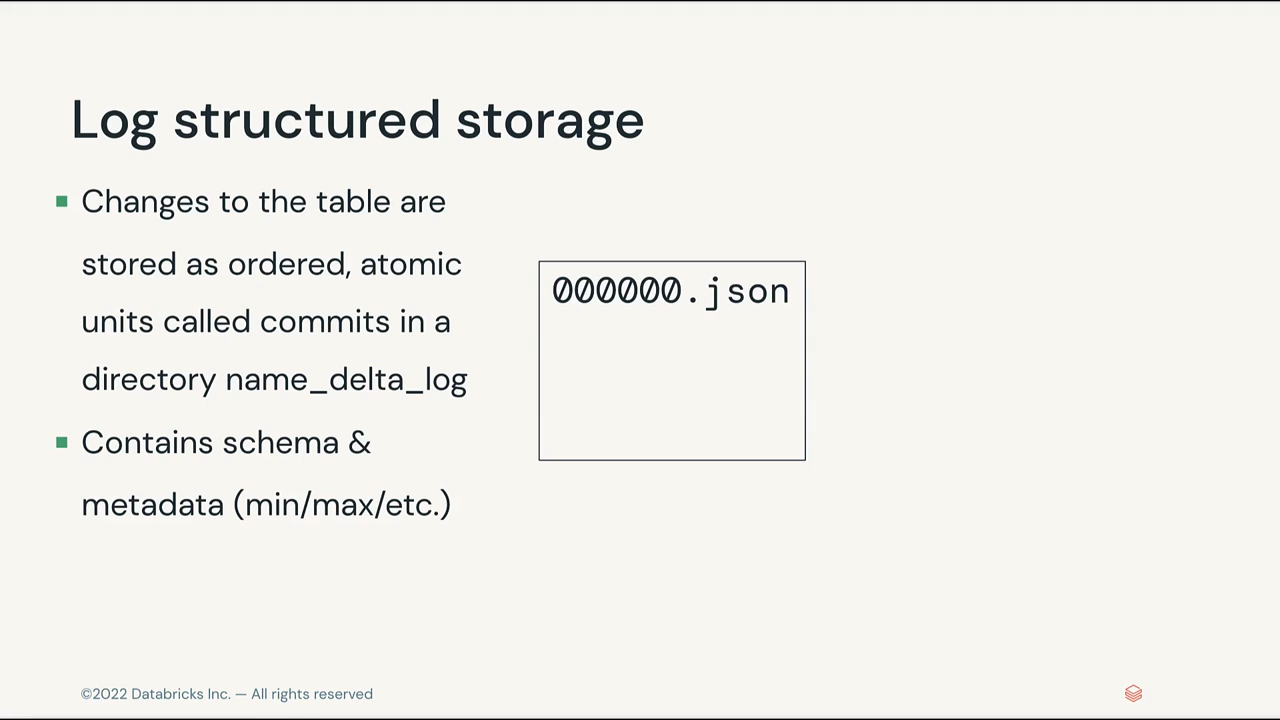 Log structured storage
Changes to the table are
stored as ordered, atomic
units called commits in a
directory name_delta_log
Contains schema &
metadata (min/max/etc.)
000000.json
©2022 Databricks Inc. — All rights reserved